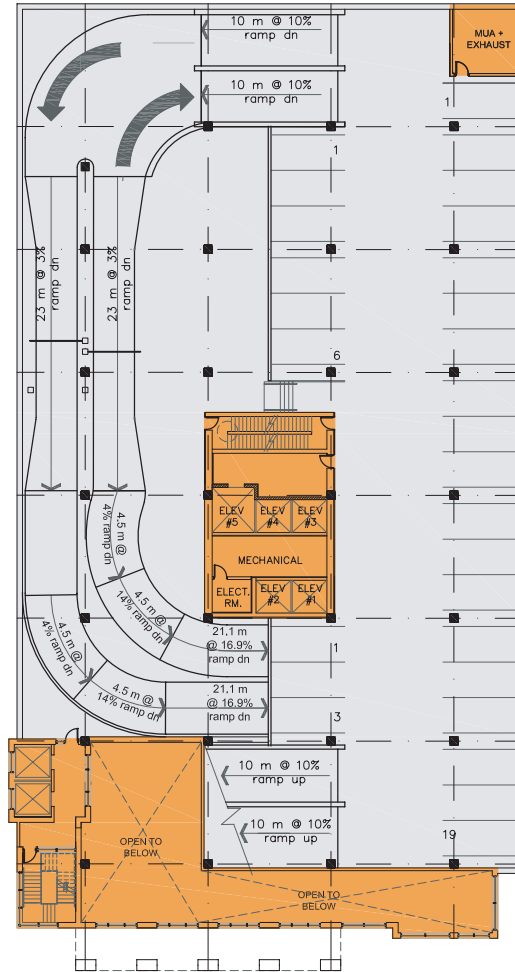 10 m @ 10%
ramp dn
MUA +
EXHAUST
10 m @ 10%
ramp dn
1
1
23 m @ 3%
ramp dn
23 m @ 3%
ramp dn
6
ELEV
#5
ELEV
#4
ELEV
#3
MECHANICAL
ELECT.
RM.
ELEV
#2
ELEV
#1
4.5 m @
4% ramp dn
4.5 m @
14% ramp dn
21,1 m
@ 16.9%
ramp dn
4.5 m @
4% ramp dn
4.5 m @
14% ramp dn
21,1 m
@ 16.9%
ramp dn
1
3
10 m @ 10%
ramp up
10 m @ 10%
ramp up
19
OPEN TO
BELOW
OPEN TO
BELOW